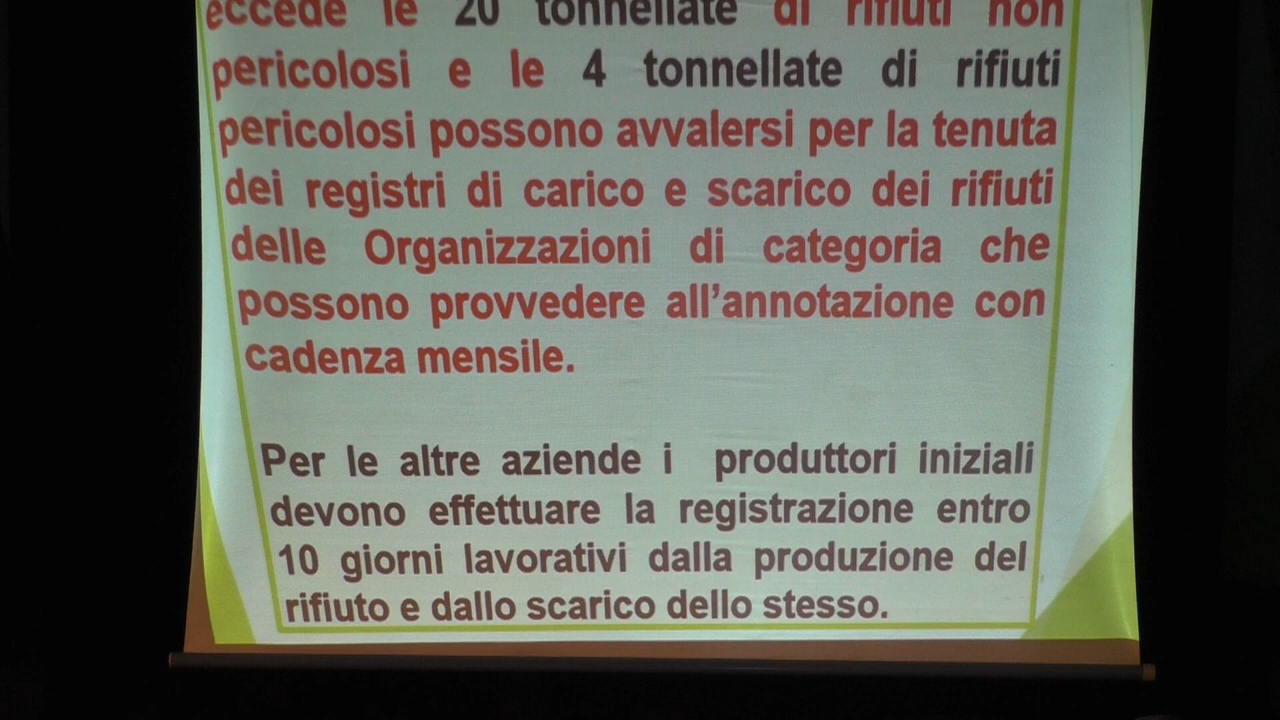 eccede le 20 tonnellate di rifiuti non
pericolosi e le 4 tonnellate di rifiuti
pericolosi possono avvalersi per la tenuta
dei registri di carico e scarico dei rifiuti
delle Organizzazioni di categoria che
possono provvedere all’annotazione con
cadenza mensile.
Per le altre aziende i produttori iniziali
devono effettuare la registrazione entro
10 giorni lavorativi dalla produzione del
rifiuto e dallo scarico dello stesso.